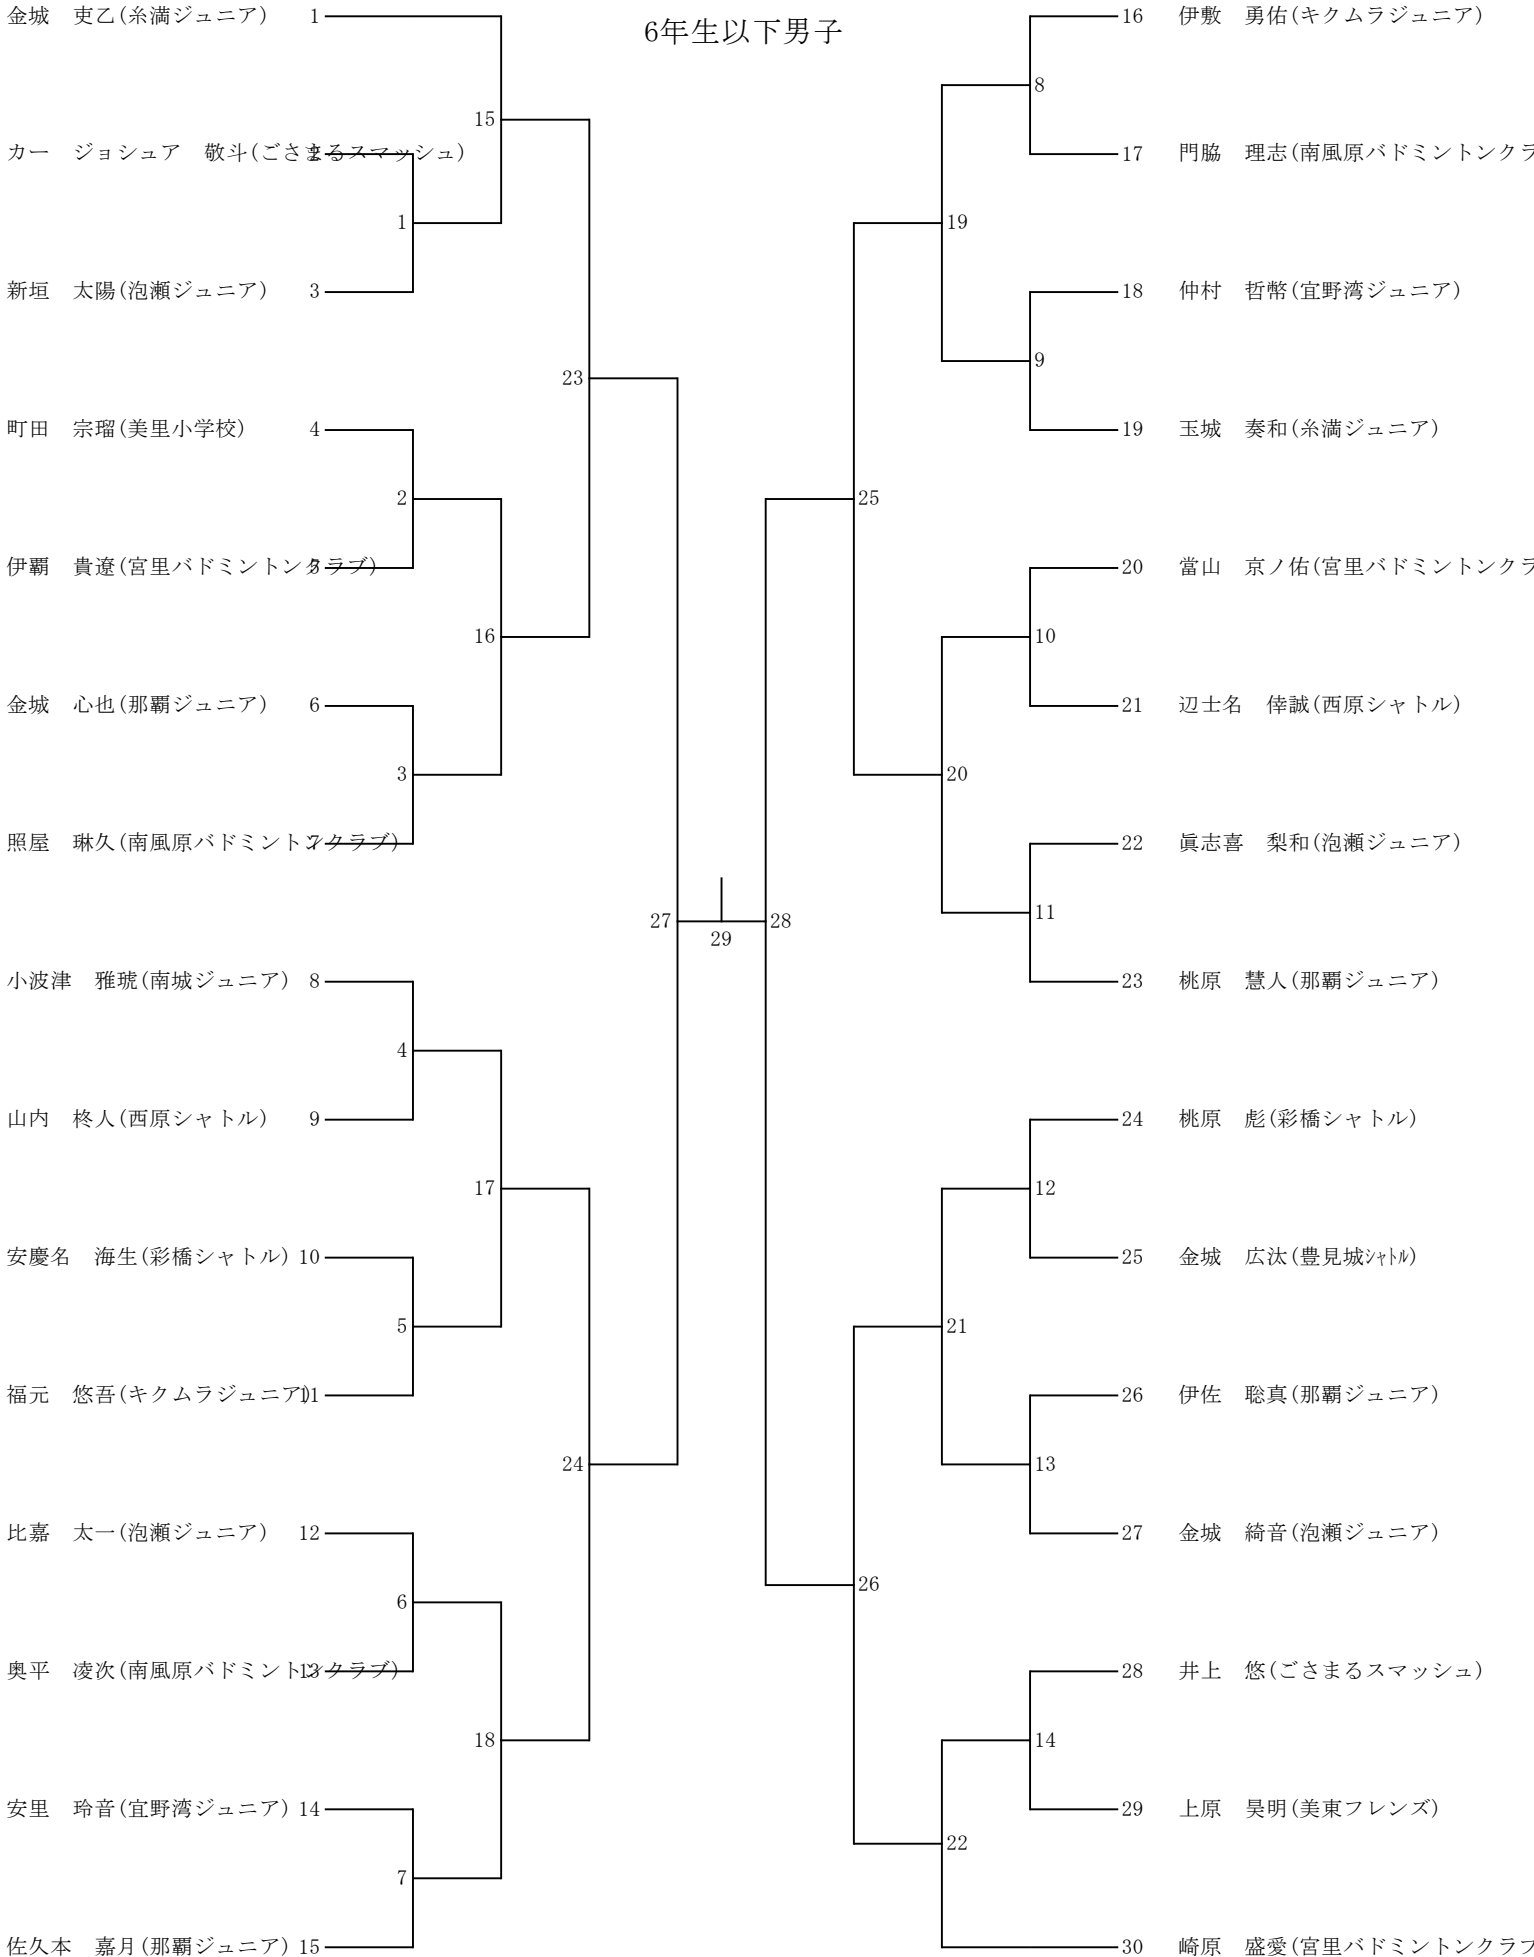 6年生以下男子
金城　吏乙(糸満ジュニア) 1
カー　ジョシュア　敬斗(ごさまるスマッシュ) 2
新垣　太陽(泡瀬ジュニア) 3
町田　宗瑠(美里小学校) 4
伊覇　貴遼(宮里バドミントンクラブ) 5
金城　心也(那覇ジュニア) 6
照屋　琳久(南風原バドミントンクラブ) 7
小波津　雅琥(南城ジュニア) 8
山内　柊人(西原シャトル) 9
安慶名　海生(彩橋シャトル) 10
福元　悠吾(キクムラジュニア) 11
比嘉　太一(泡瀬ジュニア) 12
奥平　凌次(南風原バドミントンクラブ) 13
安里　玲音(宜野湾ジュニア) 14
佐久本　嘉月(那覇ジュニア) 15
1
2
3
4
5
6
7
15
16
17
18
23
24
27
29
28
25
26
19
20
21
22
8
9
10
11
12
13
14
16 伊敷　勇佑(キクムラジュニア)
17 門脇　理志(南風原バドミントンクラ
18 仲村　哲幣(宜野湾ジュニア)
19 玉城　奏和(糸満ジュニア)
20 當山　京ノ佑(宮里バドミントンクラ
21 辺士名　倖誠(西原シャトル)
22 眞志喜　梨和(泡瀬ジュニア)
23 桃原　慧人(那覇ジュニア)
24 桃原　彪(彩橋シャトル)
25 金城　広汰(豊見城ｼｬﾄﾙ)
26 伊佐　聡真(那覇ジュニア)
27 金城　綺音(泡瀬ジュニア)
28 井上　悠(ごさまるスマッシュ)
29 上原　昊明(美東フレンズ)
30 崎原　盛愛(宮里バドミントンクラブ